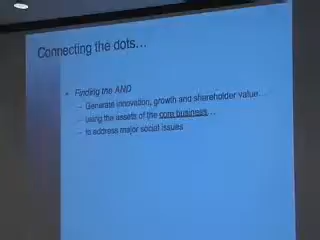 Connecting the dots...
• Finding the AND
– Generate innovation, growth and shareholder value...
– using the assets of the core business...
– to address major social issues